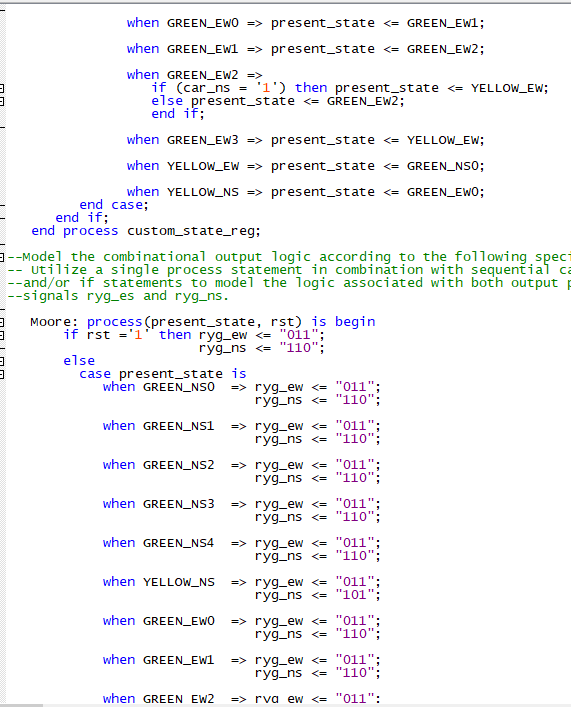 when GREEN_EW0 => present_state <= GREEN_EW1;
when GREEN_EW1 => present_state <= GREEN_EW2;
when GREEN_EW2 =>
if (car_ns = '1') then present_state <= YELLOW_EW;
else present_state <= GREEN_EW2;
end if;
when GREEN_EW3 => present_state <= YELLOW_EW;
when YELLOW_EW => present_state <= GREEN_NS0;
when YELLOW_NS => present_state <= GREEN_EW0;
end case;
end if;
end process custom_state_reg;
--Model the combinational output logic according to the following speci
-- Utilize a single process statement in combination with sequential ca
--and/or if statements to model the logic associated with both output p
--signals ryg_es and ryg_ns.
Moore: process(present_state, rst) is begin
if rst ='1' then ryg_ew <= "011";
ryg_ns <= "110";
else
case present_state is
when GREEN_NS0 => ryg_ew <= "011";
ryg_ns <= "110";
when GREEN_NS1 => ryg_ew <= "011";
ryg_ns <= "110";
when GREEN_NS2 => ryg_ew <= "011";
ryg_ns <= "110";
when GREEN_NS3 => ryg_ew <= "011";
ryg_ns <= "110";
when GREEN_NS4 => ryg_ew <= "011";
ryg_ns <= "110";
when YELLOW_NS => ryg_ew <= "011";
ryg_ns <= "101";
when GREEN_EW0 => ryg_ew <= "011";
ryg_ns <= "110";
when GREEN_EW1 => ryg_ew <= "011";
ryg_ns <= "110";
when GREEN_EW2 => ryg_ew <= "011";